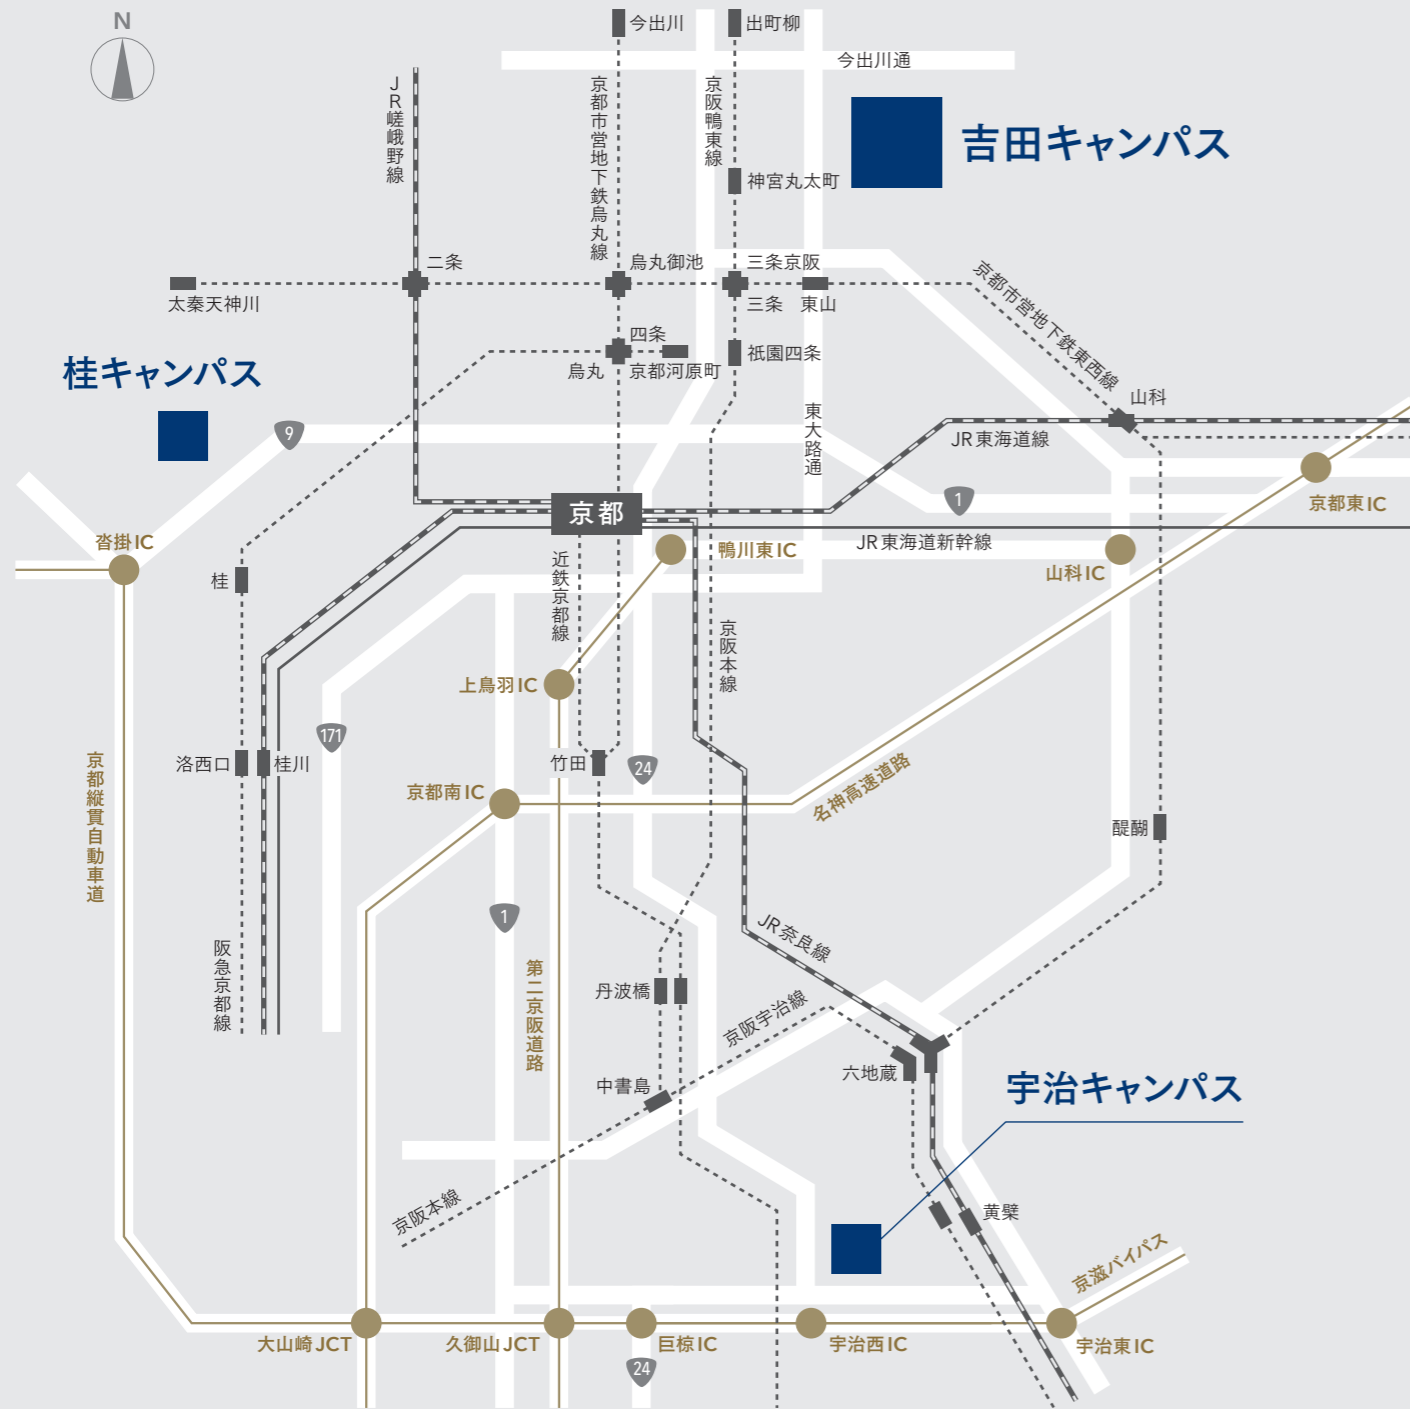 N
今出川
出町柳
今出川通
JR嵯峨野線
京都市営地下鉄烏丸線
京阪鴨東線
吉田キャンパス
神宮丸太町
二条
烏丸御池
三条京阪
太秦天神川
三条
東山
京都市営地下鉄東西線
四条
祇園四条
烏丸
京都河原町
桂キャンパス
山科
東大路通
9
JR東海道線
1
京都東IC
京都
沓掛IC
鴨川東IC
JR東海道新幹線
山科IC
桂
近鉄京都線
京阪本線
上鳥羽IC
171
洛西口
桂川
竹田
24
京都縦貫自動車道
京都南IC
名神高速道路
醍醐
1
阪急京都線
第二京阪道路
JR奈良線
丹波橋
京阪宇治線
中書島
六地蔵
宇治キャンパス
京阪本線
黄檗
京滋バイパス
大山崎JCT
久御山JCT
巨椋IC
宇治西IC
宇治東IC
24